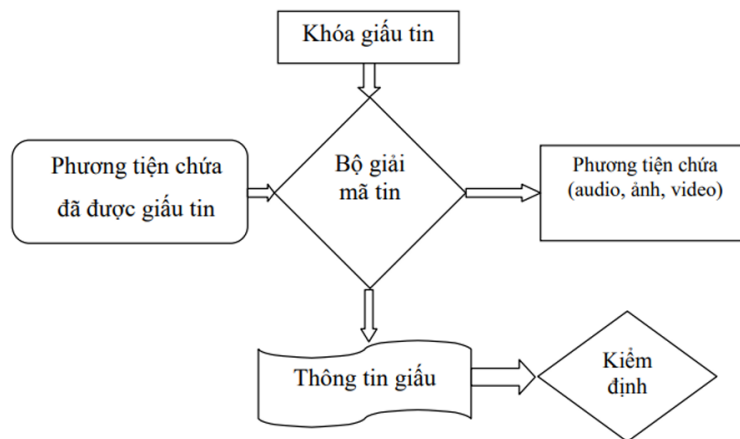 Khóa giấu tin
Phương tiện chứa
đã được giấu tin
Bộ giải
mã tin
Phương tiện chứa
(audio, ảnh, video)
Thông tin giấu
Kiểm
định